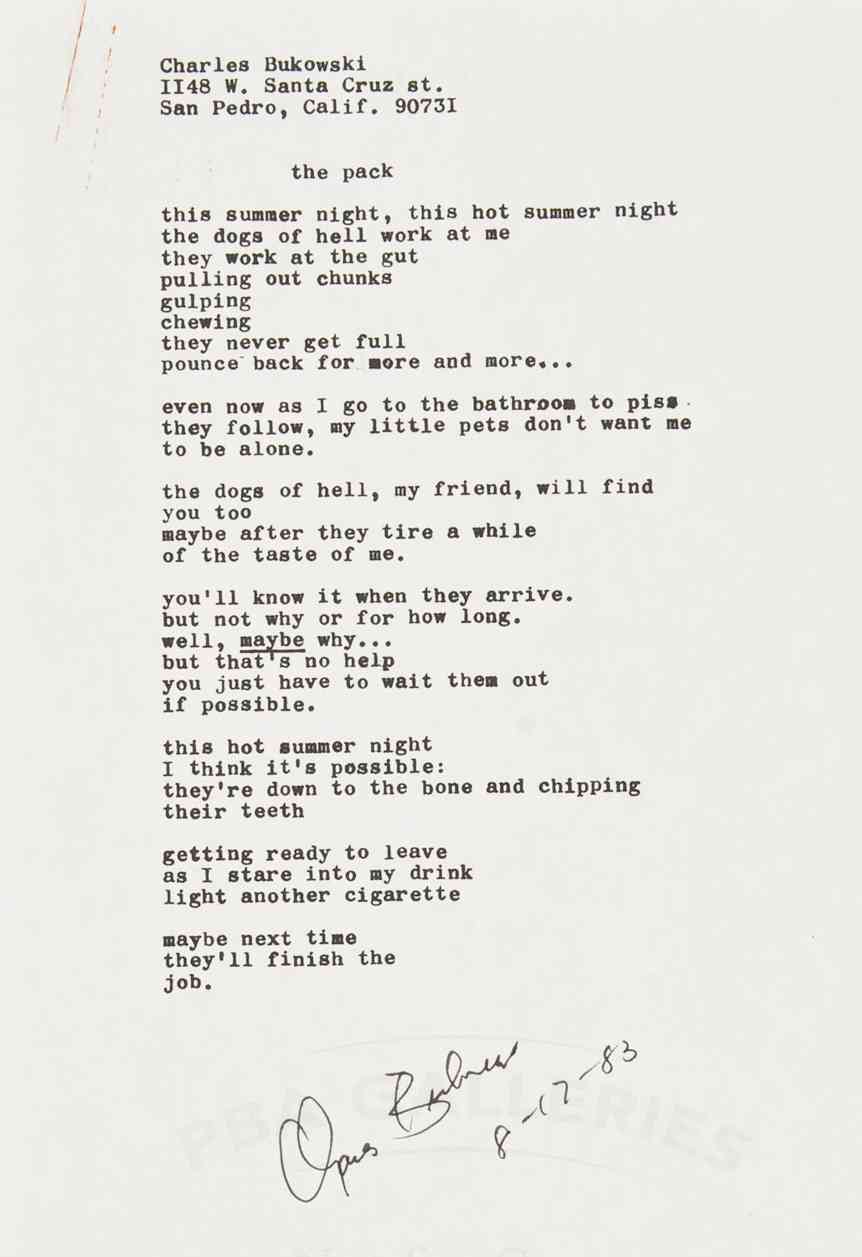 Charles Bukowski
II48 W. Santa Cruz st.
San Pedro, Calif. 9073I
the pack
this summer night, this hot summer night
the dogs of hell work at me
they work at the gut
pulling out chunks
gulping
chewing
they never get full
pounce back for more and more...
even now as I go to the bathroom to piss
they follow, my little pets don't want me
to be alone.
the dogs of hell, my friend, will find
you too
maybe after they tire a while
of the taste of me.
you'll know it when they arrive.
but not why or for how long.
well, maybe why...
but that's no help
you just have to wait them out
if possible.
this hot summer night
I think it's possible:
they're down to the bone and chipping
their teeth
getting ready to leave
as I stare into my drink
light another cigarette
maybe next time
they'll finish the
job.
8-17-83
PBA GALLERIES